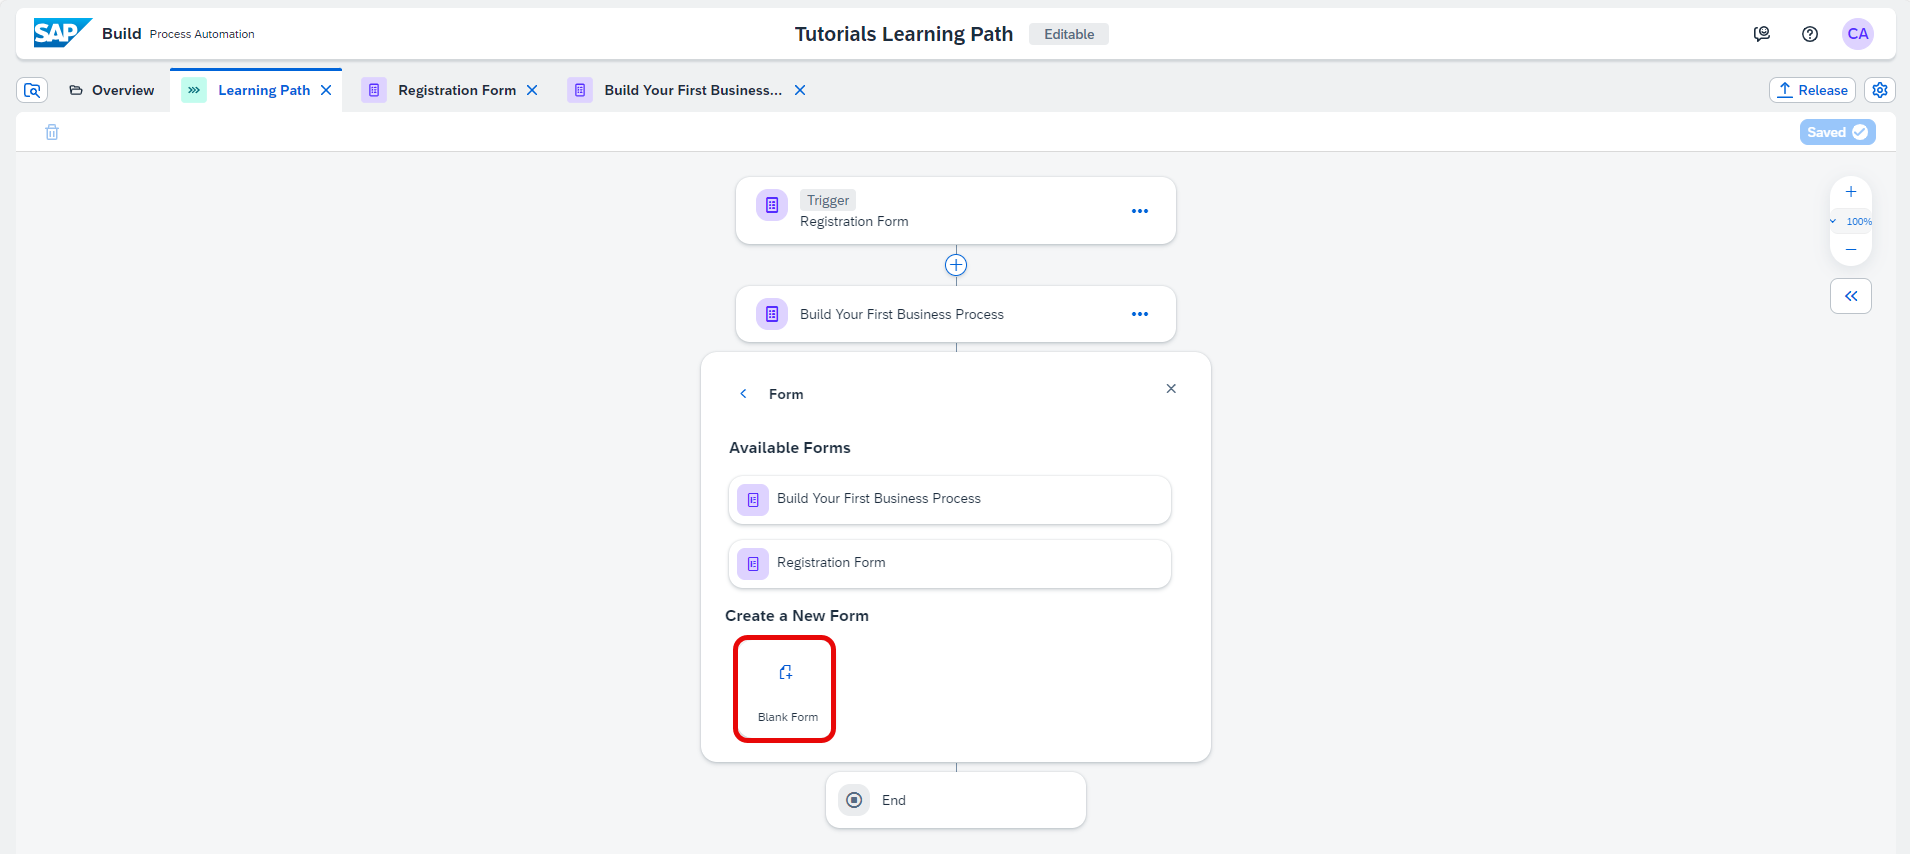 SAP Build Process Automation
Tutorials Learning Path Editable
CA
Overview
Learning Path
Registration Form
Build Your First Business...
Release
Saved
Trigger
Registration Form
100%
Build Your First Business Process
Form
Available Forms
Build Your First Business Process
Registration Form
Create a New Form
Blank Form
End